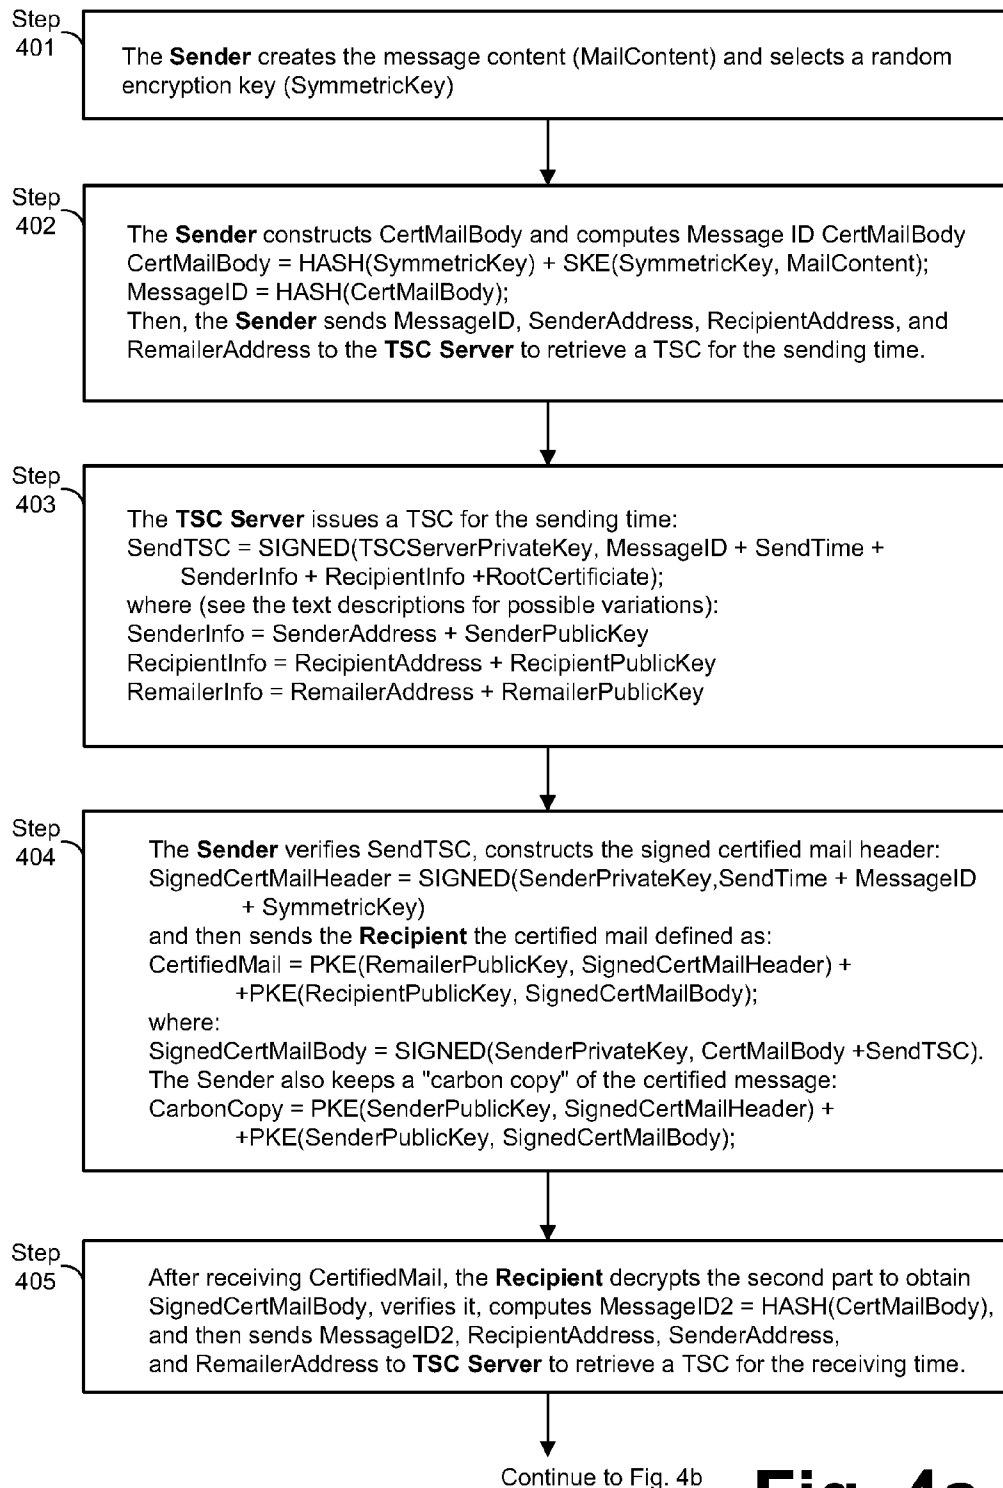 Step
401
The Sender creates the message content (MailContent) and selects a random
encryption key (SymmetricKey)
Step
402
The Sender constructs CertMailBody and computes Message ID CertMailBody
CertMailBody = HASH(SymmetricKey) + SKE(SymmetricKey, MailContent);
MessageID = HASH(CertMailBody);
Then, the Sender sends MessageID, SenderAddress, RecipientAddress, and
RemailerAddress to the TSC Server to retrieve a TSC for the sending time.
Step
403
The TSC Server issues a TSC for the sending time:
SendTSC = SIGNED(TSCServerPrivateKey, MessageID + SendTime +
SenderInfo + RecipientInfo +RootCertificiate);
where (see the text descriptions for possible variations):
SenderInfo = SenderAddress + SenderPublicKey
RecipientInfo = RecipientAddress + RecipientPublicKey
RemailerInfo = RemailerAddress + RemailerPublicKey
Step
404
The Sender verifies SendTSC, constructs the signed certified mail header:
SignedCertMailHeader = SIGNED(SenderPrivateKey,SendTime + MessageID
+ SymmetricKey)
and then sends the Recipient the certified mail defined as:
CertifiedMail = PKE(RemailerPublicKey, SignedCertMailHeader) +
+PKE(RecipientPublicKey, SignedCertMailBody);
where:
SignedCertMailBody = SIGNED(SenderPrivateKey, CertMailBody +SendTSC).
The Sender also keeps a "carbon copy" of the certified message:
CarbonCopy = PKE(SenderPublicKey, SignedCertMailHeader) +
+PKE(SenderPublicKey, SignedCertMailBody);
Step
405
After receiving CertifiedMail, the Recipient decrypts the second part to obtain
SignedCertMailBody, verifies it, computes MessageID2 = HASH(CertMailBody),
and then sends MessageID2, RecipientAddress, SenderAddress,
and RemailerAddress to TSC Server to retrieve a TSC for the receiving time.
Continue to Fig. 4b